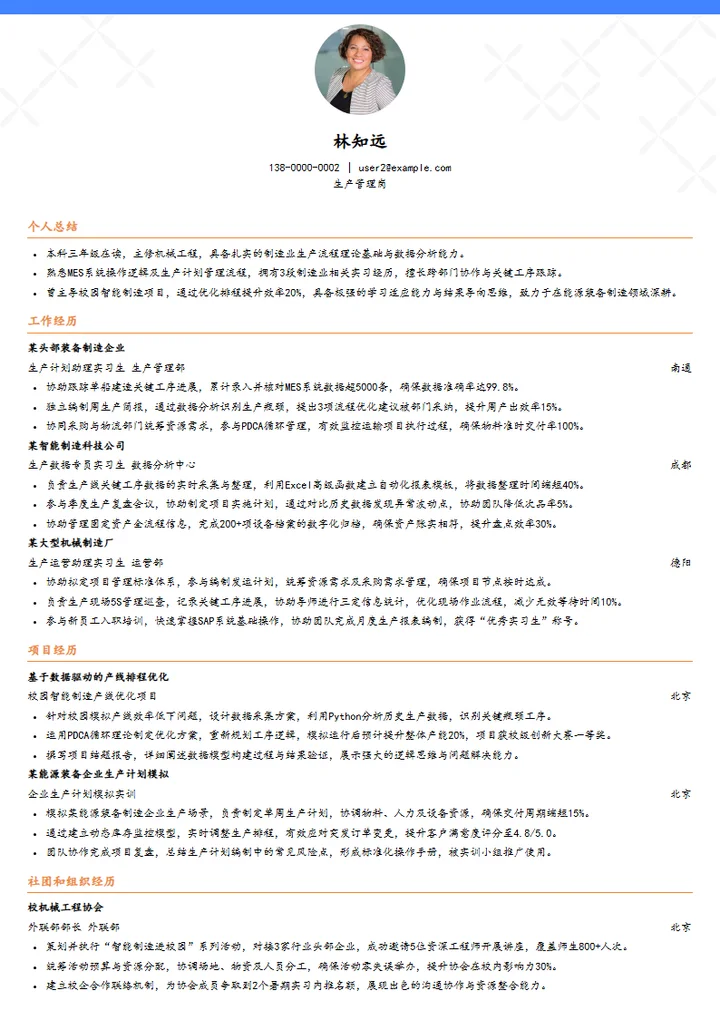 林知远
138-0000-0002 | user2@example.com
生产管理岗
个人总结
• 本科三年级在读，主修机械工程，具备扎实的制造业生产流程理论基础与数据分析能力。
• 熟悉MES系统操作逻辑及生产计划管理流程，拥有3段制造业相关实习经历，擅长跨部门协作与关键工序跟踪。
• 曾主导校园智能制造项目，通过优化排程提升效率20%，具备极强的学习适应能力与结果导向思维，致力于在能源装备制造领域深耕。
工作经历
某头部装备制造企业
生产计划助理实习生 生产管理部 南通
• 协助跟踪单船建造关键工序进展，累计录入并核对MES系统数据超5000条，确保数据准确率达99.8%。
• 独立编制周生产简报，通过数据分析识别生产瓶颈，提出3项流程优化建议被部门采纳，提升周产出效率15%。
• 协同采购与物流部门统筹资源需求，参与PDCA循环管理，有效监控运输项目执行过程，确保物料准时交付率100%。
某智能制造科技公司
生产数据专员实习生 数据分析中心 成都
• 负责产线关键工序数据的实时采集与整理，利用Excel高级函数建立自动化报表模板，将数据整理时间缩短40%。
• 参与季度生产复盘会议，协助制定项目实施计划，通过对比历史数据发现异常波动点，协助团队降低次品率5%。
• 协助管理固定资产全流程信息，完成200+项设备档案的数字化归档，确保资产账实相符，提升盘点效率30%。
某大型机械制造厂
生产运营助理实习生 运营部 德阳
• 协助拟定项目管理标准体系，参与编制发运计划，统筹资源需求及采购需求管理，确保项目节点按时达成。
• 负责生产现场5S管理巡查，记录关键工序进展，协助导师进行三定信息统计，优化现场作业流程，减少无效等待时间10%。
• 参与新员工入职培训，快速掌握SAP系统基础操作，协助团队完成月度生产报表编制，获得“优秀实习生”称号。
项目经历
基于数据驱动的产线排程优化
校园智能制造产线优化项目 北京
• 针对校园模拟产线效率低下问题，设计数据采集方案，利用Python分析历史生产数据，识别关键瓶颈工序。
• 运用PDCA循环理论制定优化方案，重新规划工序逻辑，模拟运行后预计提升整体产能20%，项目获校级创新大赛一等奖。
• 撰写项目结题报告，详细阐述数据模型构建过程与结果验证，展示强大的逻辑思维与问题解决能力。
某能源装备企业生产计划模拟
企业生产计划模拟实训 北京
• 模拟某能源装备制造企业生产场景，负责制定单周生产计划，协调物料、人力及设备资源，确保交付周期缩短15%。
• 通过建立动态库存监控模型，实时调整生产排程，有效应对突发订单变更，提升客户满意度评分至4.8/5.0。
• 团队协作完成项目复盘，总结生产计划编制中的常见风险点，形成标准化操作手册，被实训小组推广使用。
社团和组织经历
校机械工程协会
外联部部长 外联部 北京
• 策划并执行“智能制造进校园”系列活动，对接3家行业头部企业，成功邀请5位资深工程师开展讲座，覆盖师生800+人次。
• 统筹活动预算与资源分配，协调场地、物资及人员分工，确保活动零失误举办，提升协会在校内影响力30%。
• 建立校企合作联络机制，为协会成员争取到2个暑期实习内推名额，展现出色的沟通协作与资源整合能力。